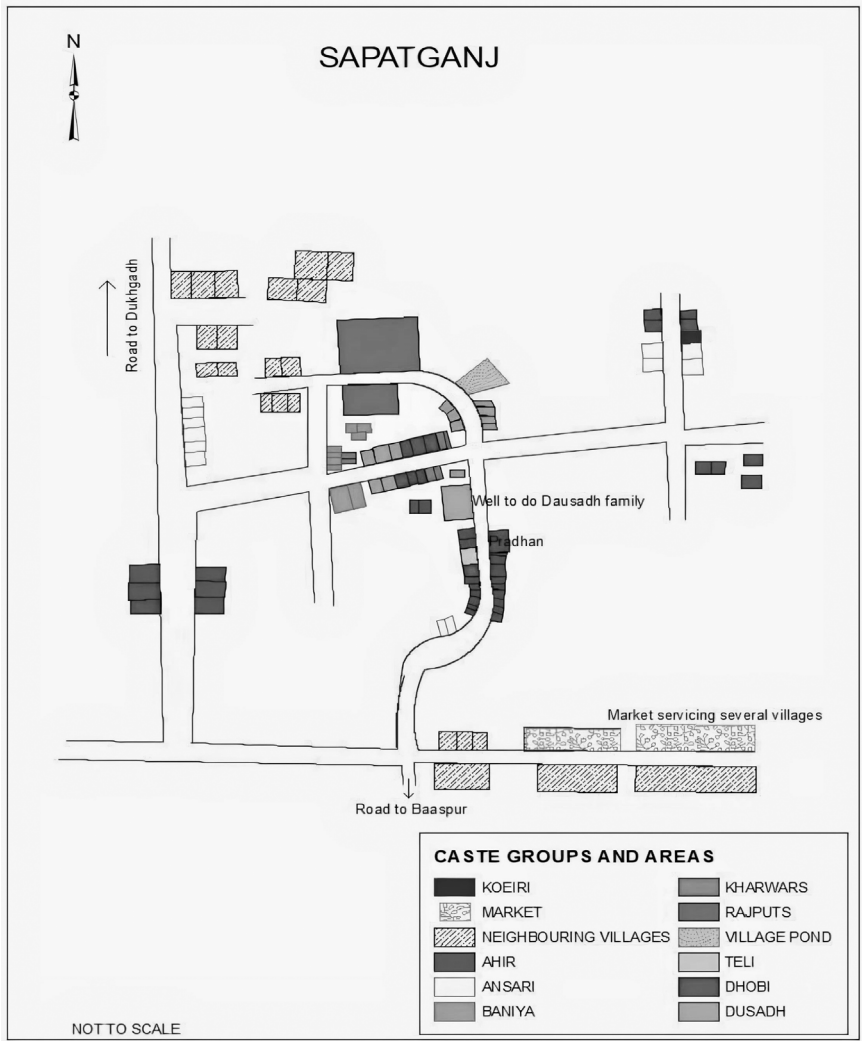 N
SAPATGANJ
Road to Dukhgadh
Well to do Dausadh family
Pradhan
Market servicing several villages
Road to Baaspur
CASTE GROUPS AND AREAS
KOEIRI
MARKET
NEIGHBOURING VILLAGES
AHIR
ANSARI
BANIYA
KHARWARS
RAJPUTS
VILLAGE POND
TELI
DHOBI
DUSADH
NOT TO SCALE